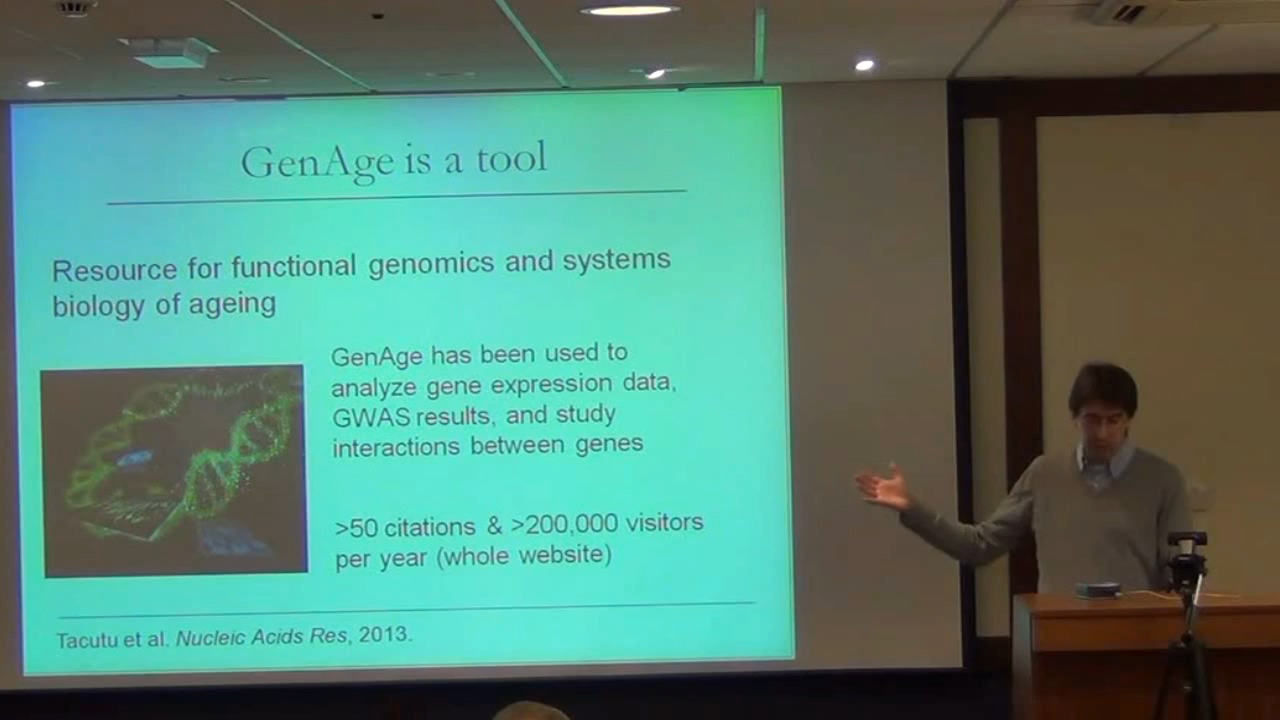 GenAge is a tool
Resource for functional genomics and systems
biology of ageing
GenAge has been used to
analyze gene expression data,
GWAS results, and study
interactions between genes
>50 citations & >200,000 visitors
per year (whole website)
Tacutu et al. Nucleic Acids Res, 2013.